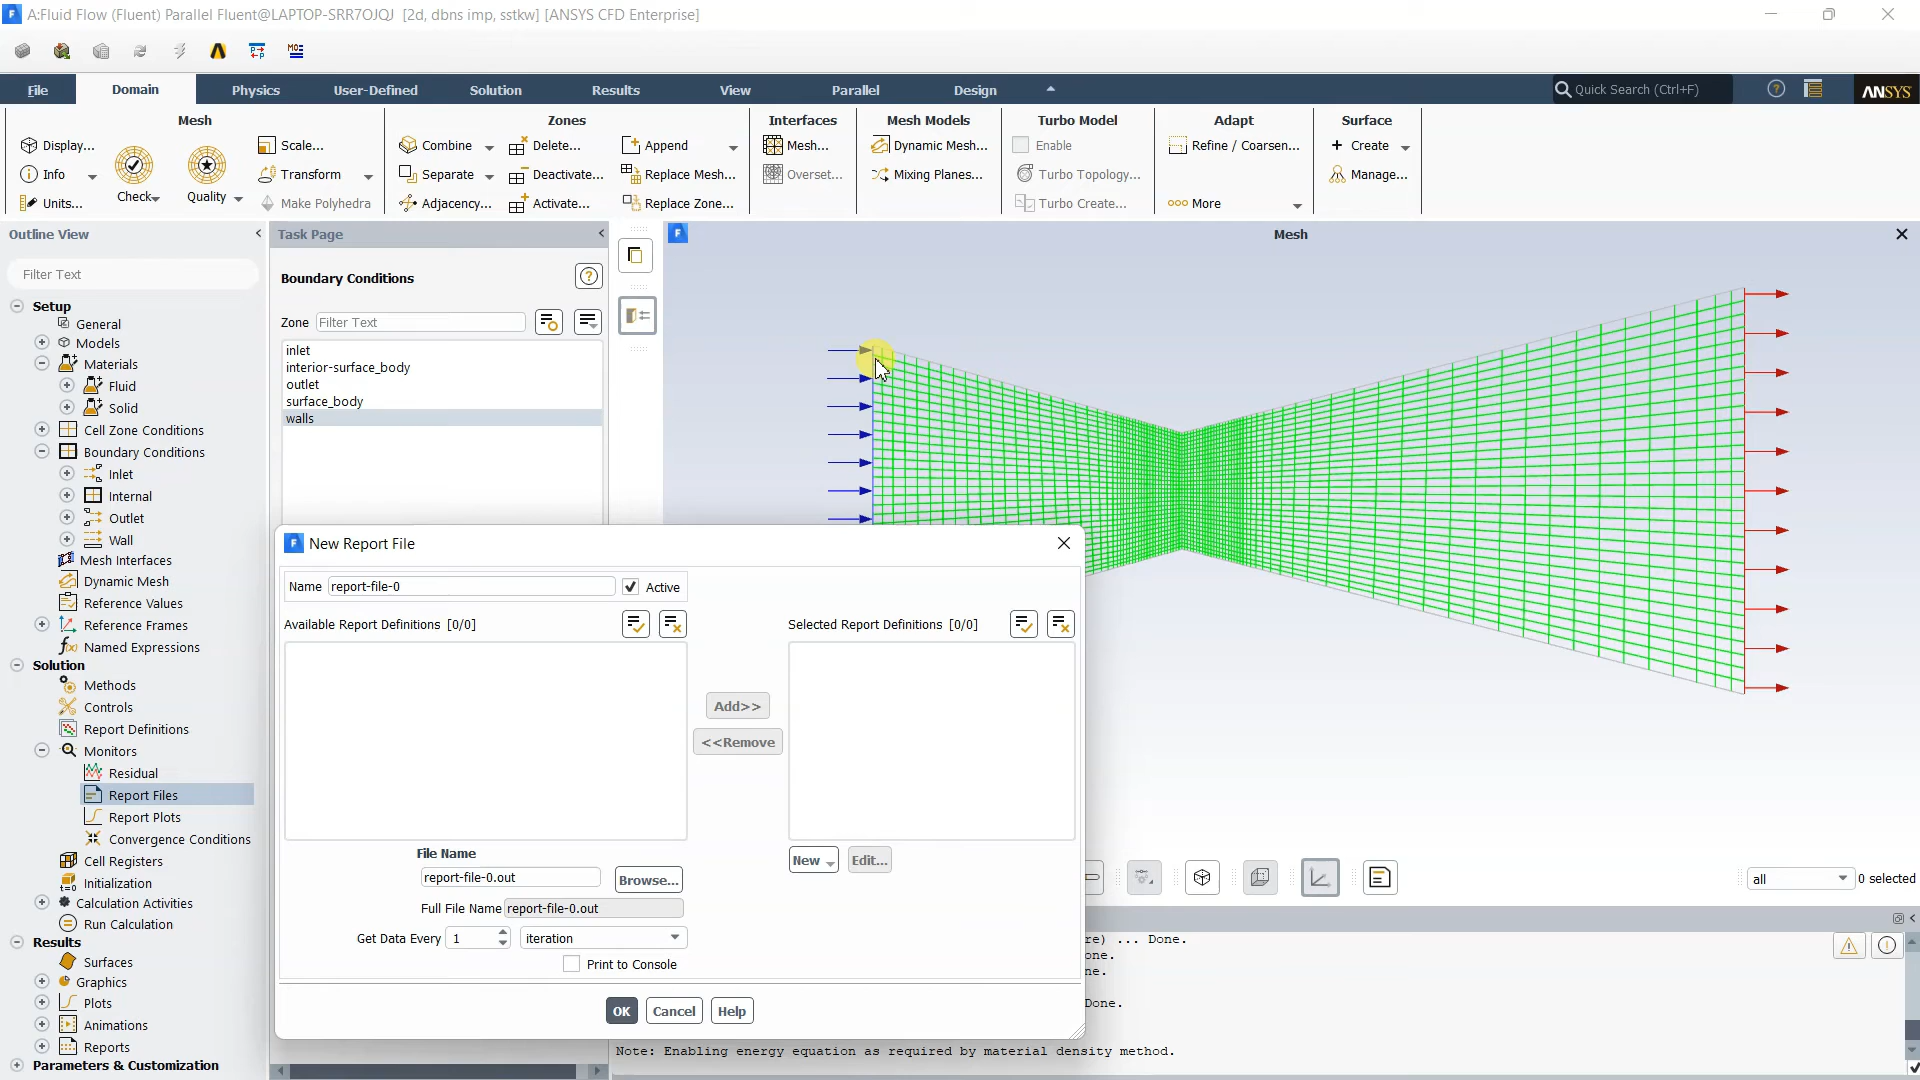 A:Fluid Flow (Fluent) Parallel Fluent@LAPTOP-SRR7OJQJ [2d, dbns imp, sstkw] [ANSYS CFD Enterprise]
File
Domain
Physics
User-Defined
Solution
Results
View
Parallel
Design
Quick Search (Ctrl+F)
ANSYS
Mesh
Display...
Info
Units...
Check
Quality
Scale...
Transform
Make Polyhedra
Zones
Combine
Separate
Adjacency...
Delete...
Deactivate...
Activate...
Append
Replace Mesh...
Replace Zone...
Interfaces
Mesh...
Overset...
Mesh Models
Dynamic Mesh...
Mixing Planes...
Turbo Model
Enable
Turbo Topology...
Turbo Create...
Adapt
Refine / Coarsen...
More
Surface
Create
Manage...
Outline View
Filter Text
Setup
General
Models
Materials
Fluid
Solid
Cell Zone Conditions
Boundary Conditions
Inlet
Internal
Outlet
Wall
Mesh Interfaces
Dynamic Mesh
Reference Values
Reference Frames
Named Expressions
Solution
Methods
Controls
Report Definitions
Monitors
Residual
Report Files
Report Plots
Convergence Conditions
Cell Registers
Initialization
Calculation Activities
Run Calculation
Results
Surfaces
Graphics
Plots
Animations
Reports
Parameters & Customization
Task Page
Boundary Conditions
Zone Filter Text
inlet
interior-surface_body
outlet
surface_body
walls
Mesh
New Report File
Name report-file-0 Active
Available Report Definitions [0/0]
Selected Report Definitions [0/0]
Add>>
<<Remove
New
Edit...
File Name
report-file-0.out
Browse...
Full File Name report-file-0.out
Get Data Every 1 iteration
Print to Console
OK
Cancel
Help
all
0 selected
re) ... Done.
one.
ne.
Done.
Note: Enabling energy equation as required by material density method.